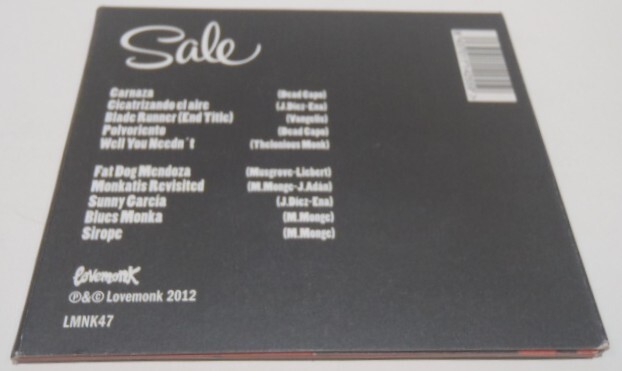 Sale
Carnaza (Dead Capo)
Cicatrizando el aire (J.Diez-Ena)
Blade Runner (End Title) (Vangelis)
Polvoriento (Dead Capo)
Well You Needn´t (Thelonious Monk)
Fat Dog Mendoza (Musgrove-Liebert)
Monkatis Revisited (M.Monge-J.Adán)
Sunny Garcia (J.Diez-Ena)
Blues Monka (M.Monge)
Sirope (M.Monge)
lovemonk
℗&© Lovemonk 2012
LMNK47